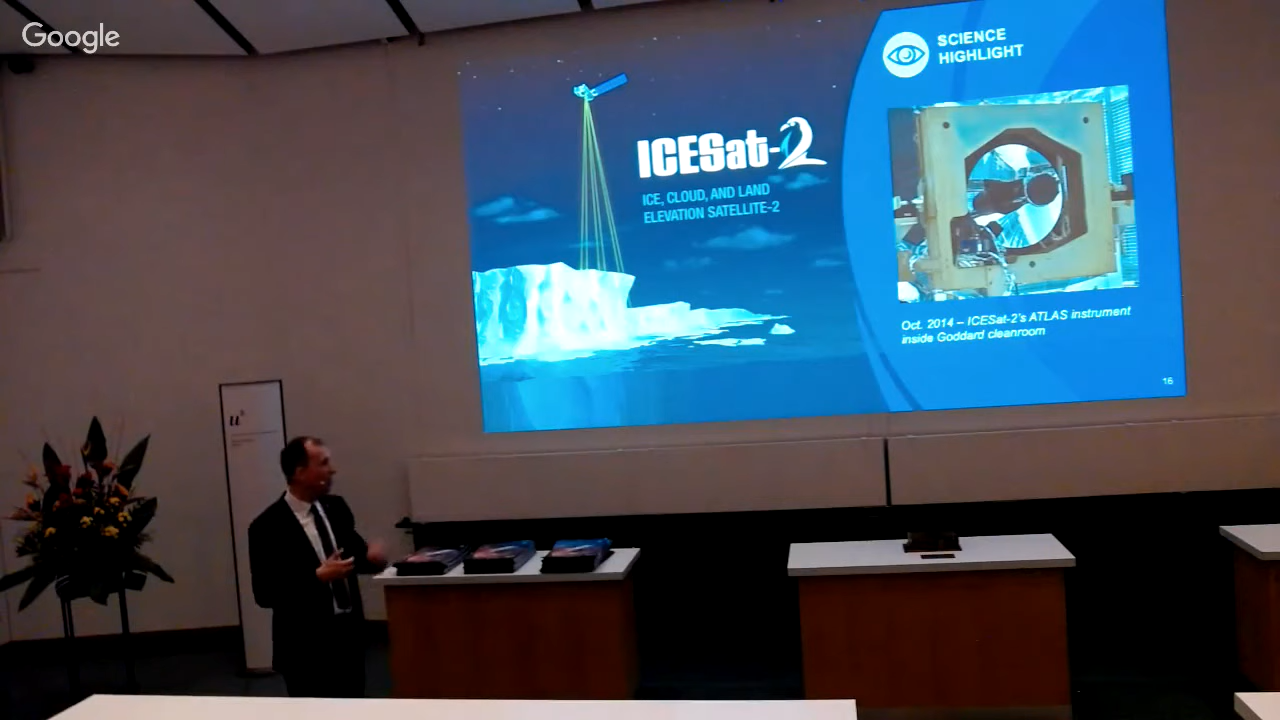 Google
SCIENCE
HIGHLIGHT
ICESat-2
ICE, CLOUD, AND LAND
ELEVATION SATELLITE-2
Oct. 2014 – ICESat-2's ATLAS instrument
inside Goddard cleanroom
16
u
b